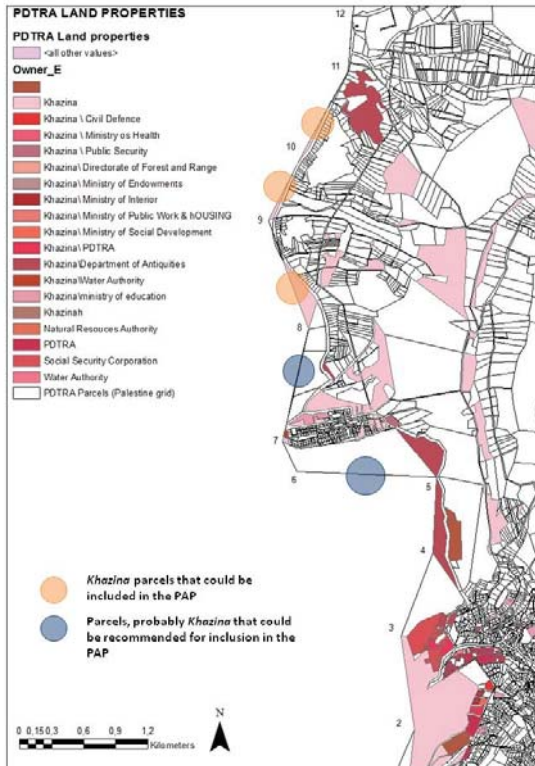 PDTRA LAND PROPERTIES
PDTRA Land properties
<all other values>
Owner_E
Khazina
Khazina \ Civil Defence
Khazina \ Ministry os Health
Khazina \ Public Security
Khazina\ Directorate of Forest and Range
Khazina\ Ministry of Endowments
Khazina\ Ministry of Interior
Khazina\ Ministry of Public Work & hOUSING
Khazina\ Ministry of Social Development
Khazina\ PDTRA
Khazina\Department of Antiquities
Khazina\Water Authority
Khazina\ministry of education
Khazinah
Natural Resouces Authority
PDTRA
Social Security Corporation
Water Authority
PDTRA Parcels (Palestine grid)
12
11
10
9
8
7
6
5
4
3
2
Khazina parcels that could be
included in the PAP
Parcels, probably Khazina that could
be recommended for inclusion in the
PAP
N
0 0,15 0,3 0,6 0,9 1,2
Kilometers